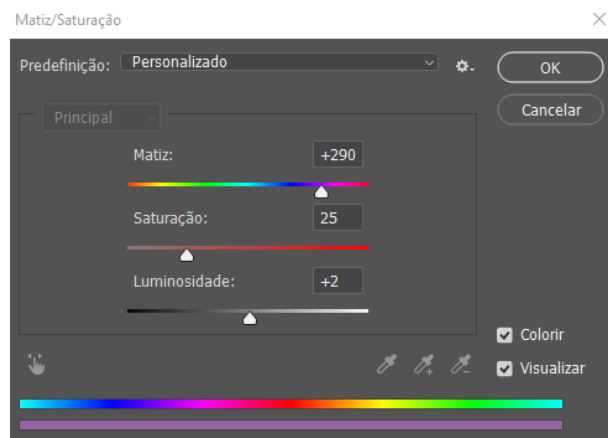 Matiz/Saturação
Predefinição: Personalizado
OK
Cancelar
Principal
Matiz: +290
Saturação: 25
Luminosidade: +2
Colorir
Visualizar